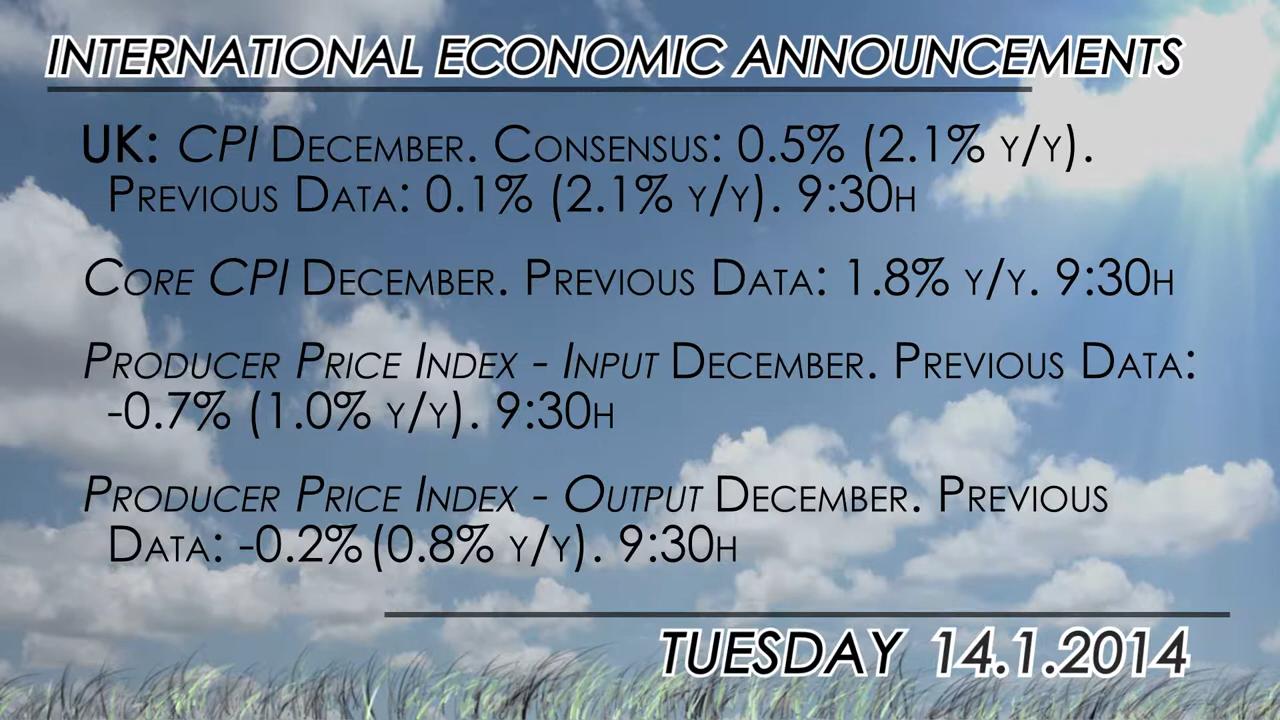 INTERNATIONAL ECONOMIC ANNOUNCEMENTS
UK: CPI December. Consensus: 0.5% (2.1% y/y).
Previous Data: 0.1% (2.1% y/y). 9:30h
Core CPI December. Previous Data: 1.8% y/y. 9:30h
Producer Price Index - Input December. Previous Data:
-0.7% (1.0% y/y). 9:30h
Producer Price Index - Output December. Previous
Data: -0.2% (0.8% y/y). 9:30h
TUESDAY 14.1.2014